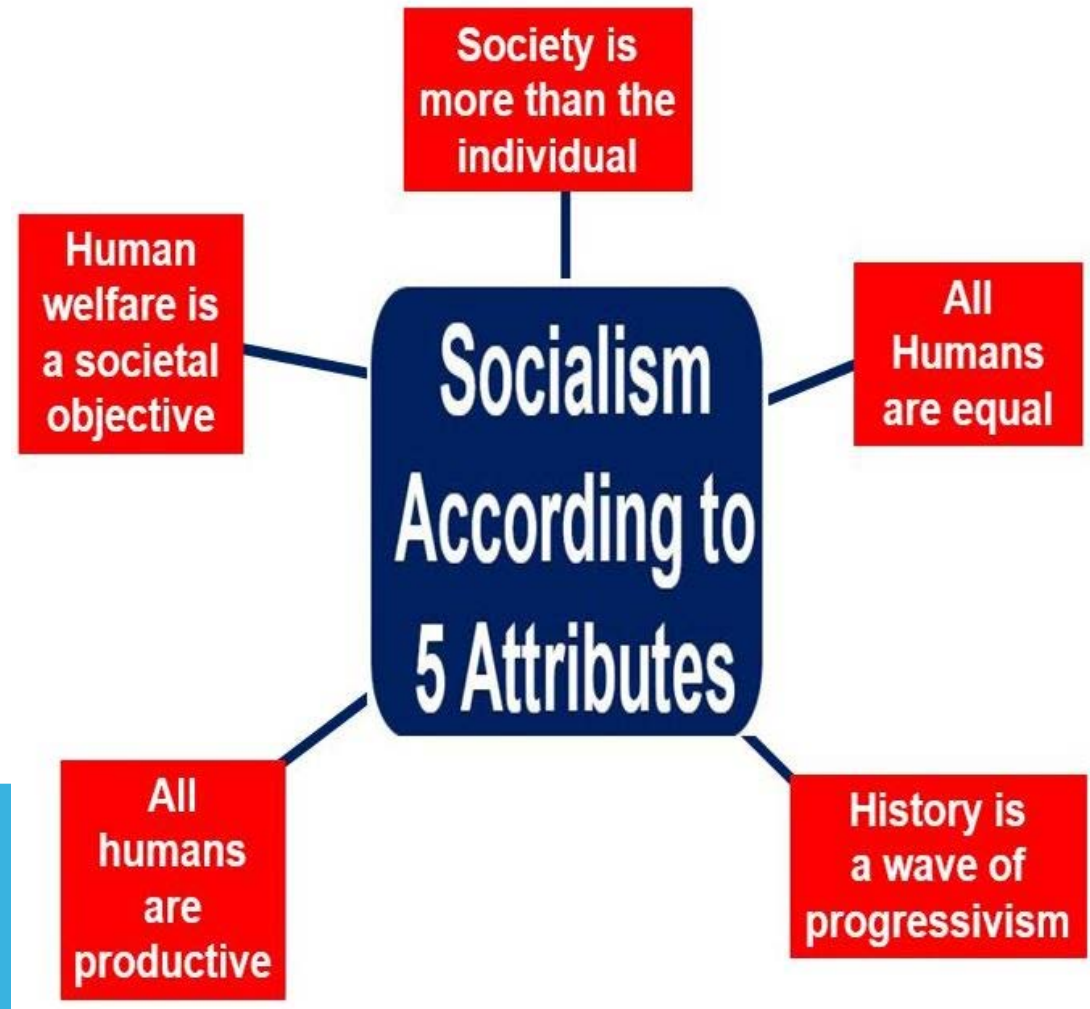 Society is
more than the
individual
Human
welfare is
a societal
objective
All
Humans
are equal
Socialism
According to
5 Attributes
All
humans
are
productive
History is
a wave of
progressivism